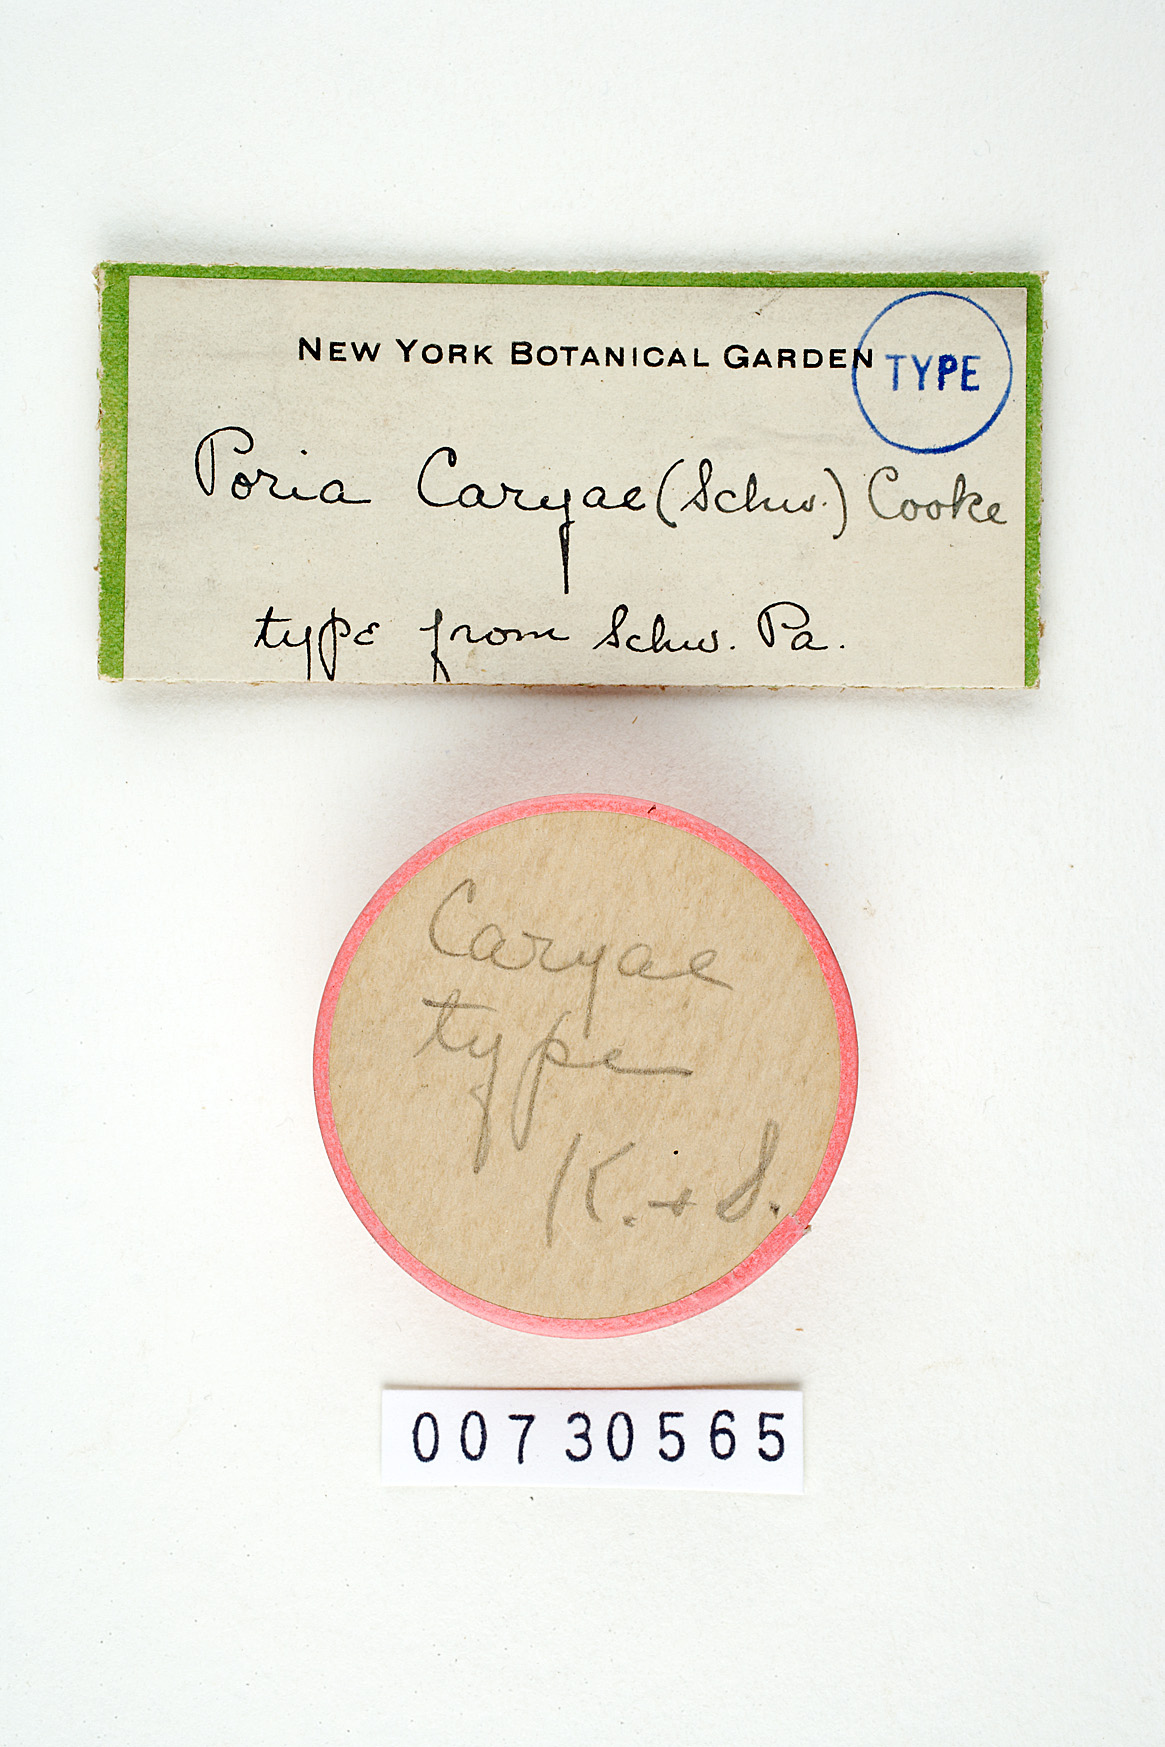 NEW YORK BOTANICAL GARDEN TYPE
Poria Caryae (Schw.) Cooke
type from Schw. Pa.
Caryae
type
K. + S.
00730565